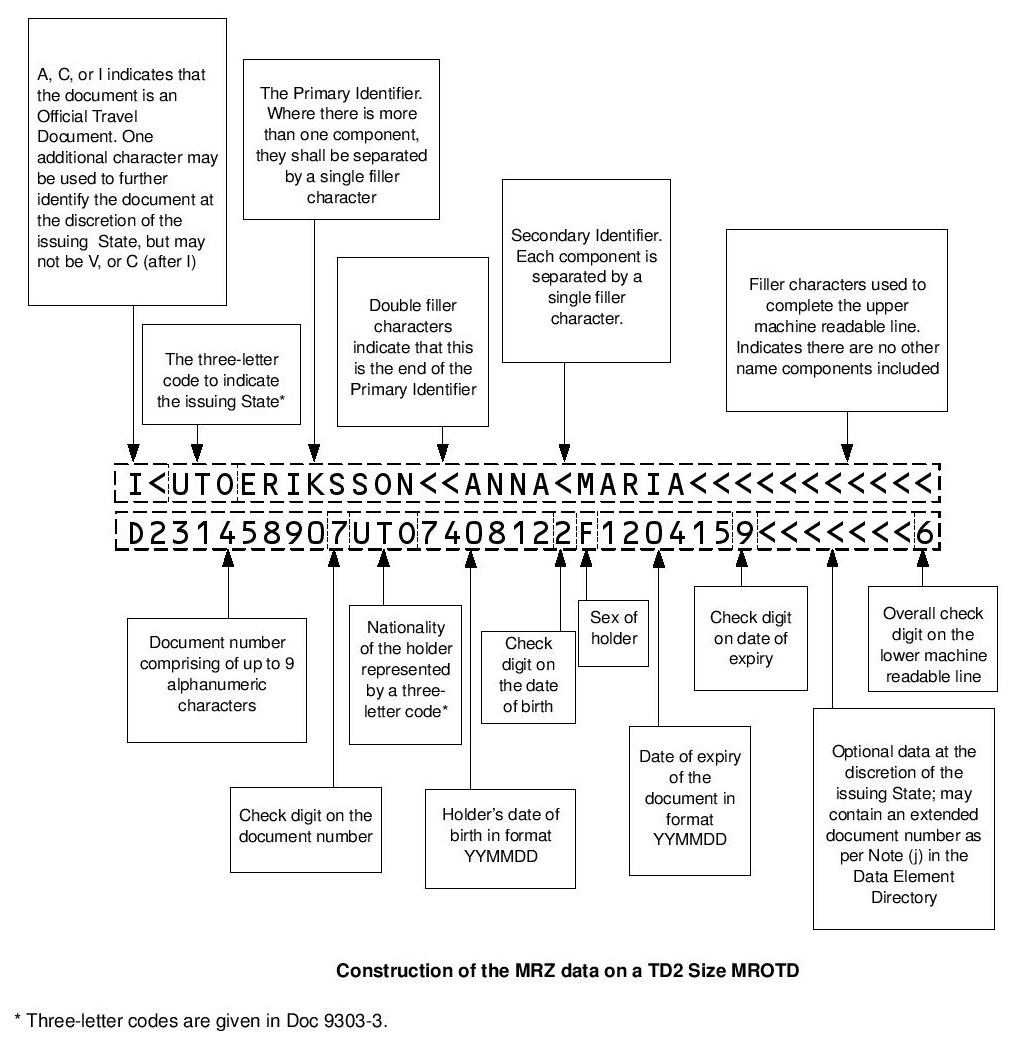 A, C, or I indicates that
the document is an
Official Travel
Document. One
additional character may
be used to further
identify the document at
the discretion of the
issuing State, but may
not be V, or C (after I)
The Primary Identifier.
Where there is more
than one component,
they shall be separated
by a single filler
character
The three-letter
code to indicate
the issuing State*
Double filler
characters
indicate that this
is the end of the
Primary Identifier
Secondary Identifier.
Each component is
separated by a
single filler
character.
Filler characters used to
complete the upper
machine readable line.
Indicates there are no other
name components included
I<UTOERIKSSON<<ANNA<MARIA<<<<<<<<<<<
D231458907UTO7408122F1204159<<<<<<<6
Document number
comprising of up to 9
alphanumeric
characters
Check digit on the
document number
Nationality
of the holder
represented
by a three-
letter code*
Holder's date of
birth in format
YYMMDD
Check
digit on
the date
of birth
Sex of
holder
Date of expiry
of the
document in
format
YYMMDD
Check digit
on date of
expiry
Optional data at the
discretion of the
issuing State; may
contain an extended
document number as
per Note (j) in the
Data Element
Directory
Overall check
digit on the
lower machine
readable line
Construction of the MRZ data on a TD2 Size MROTD
* Three-letter codes are given in Doc 9303-3.